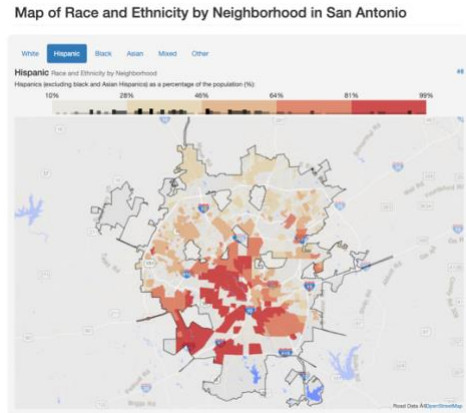 Map of Race and Ethnicity by Neighborhood in San Antonio
White Hispanic Black Asian Mixed Other
Hispanic Race and Ethnicity by Neighborhood #8
Hispanics (excluding black and Asian Hispanics) as a percentage of the population (%):
10% 28% 46% 64% 81% 99%
Road Data ©OpenStreetMap